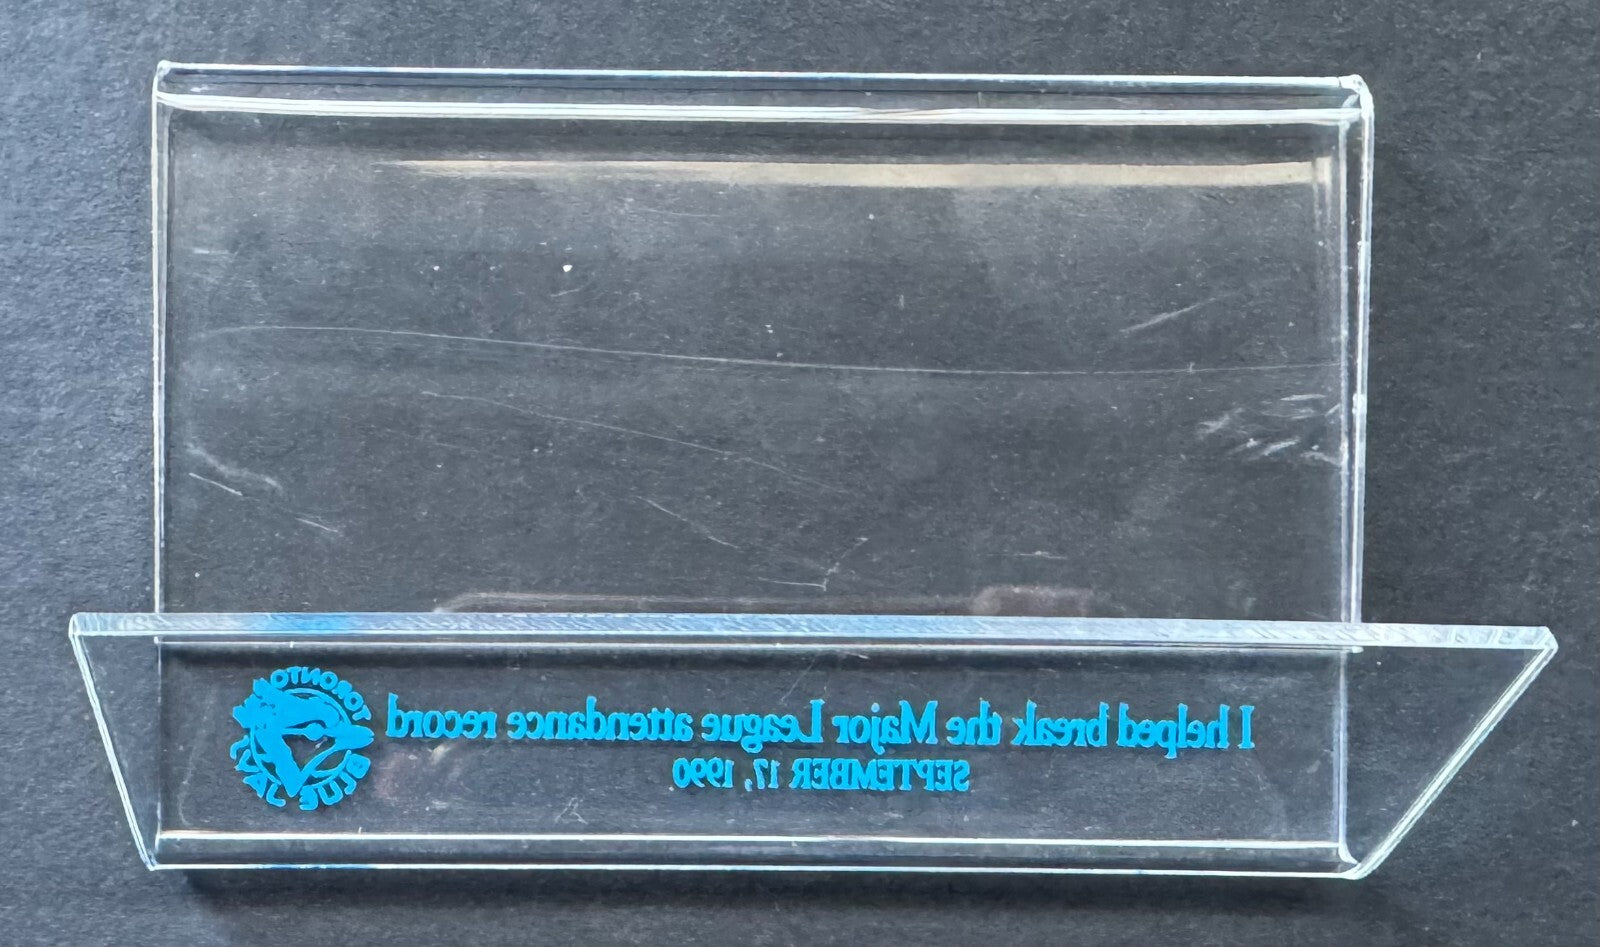 I helped break the Major League attendance record
SEPTEMBER 17, 1990
TORONTO
BLUE JAYS